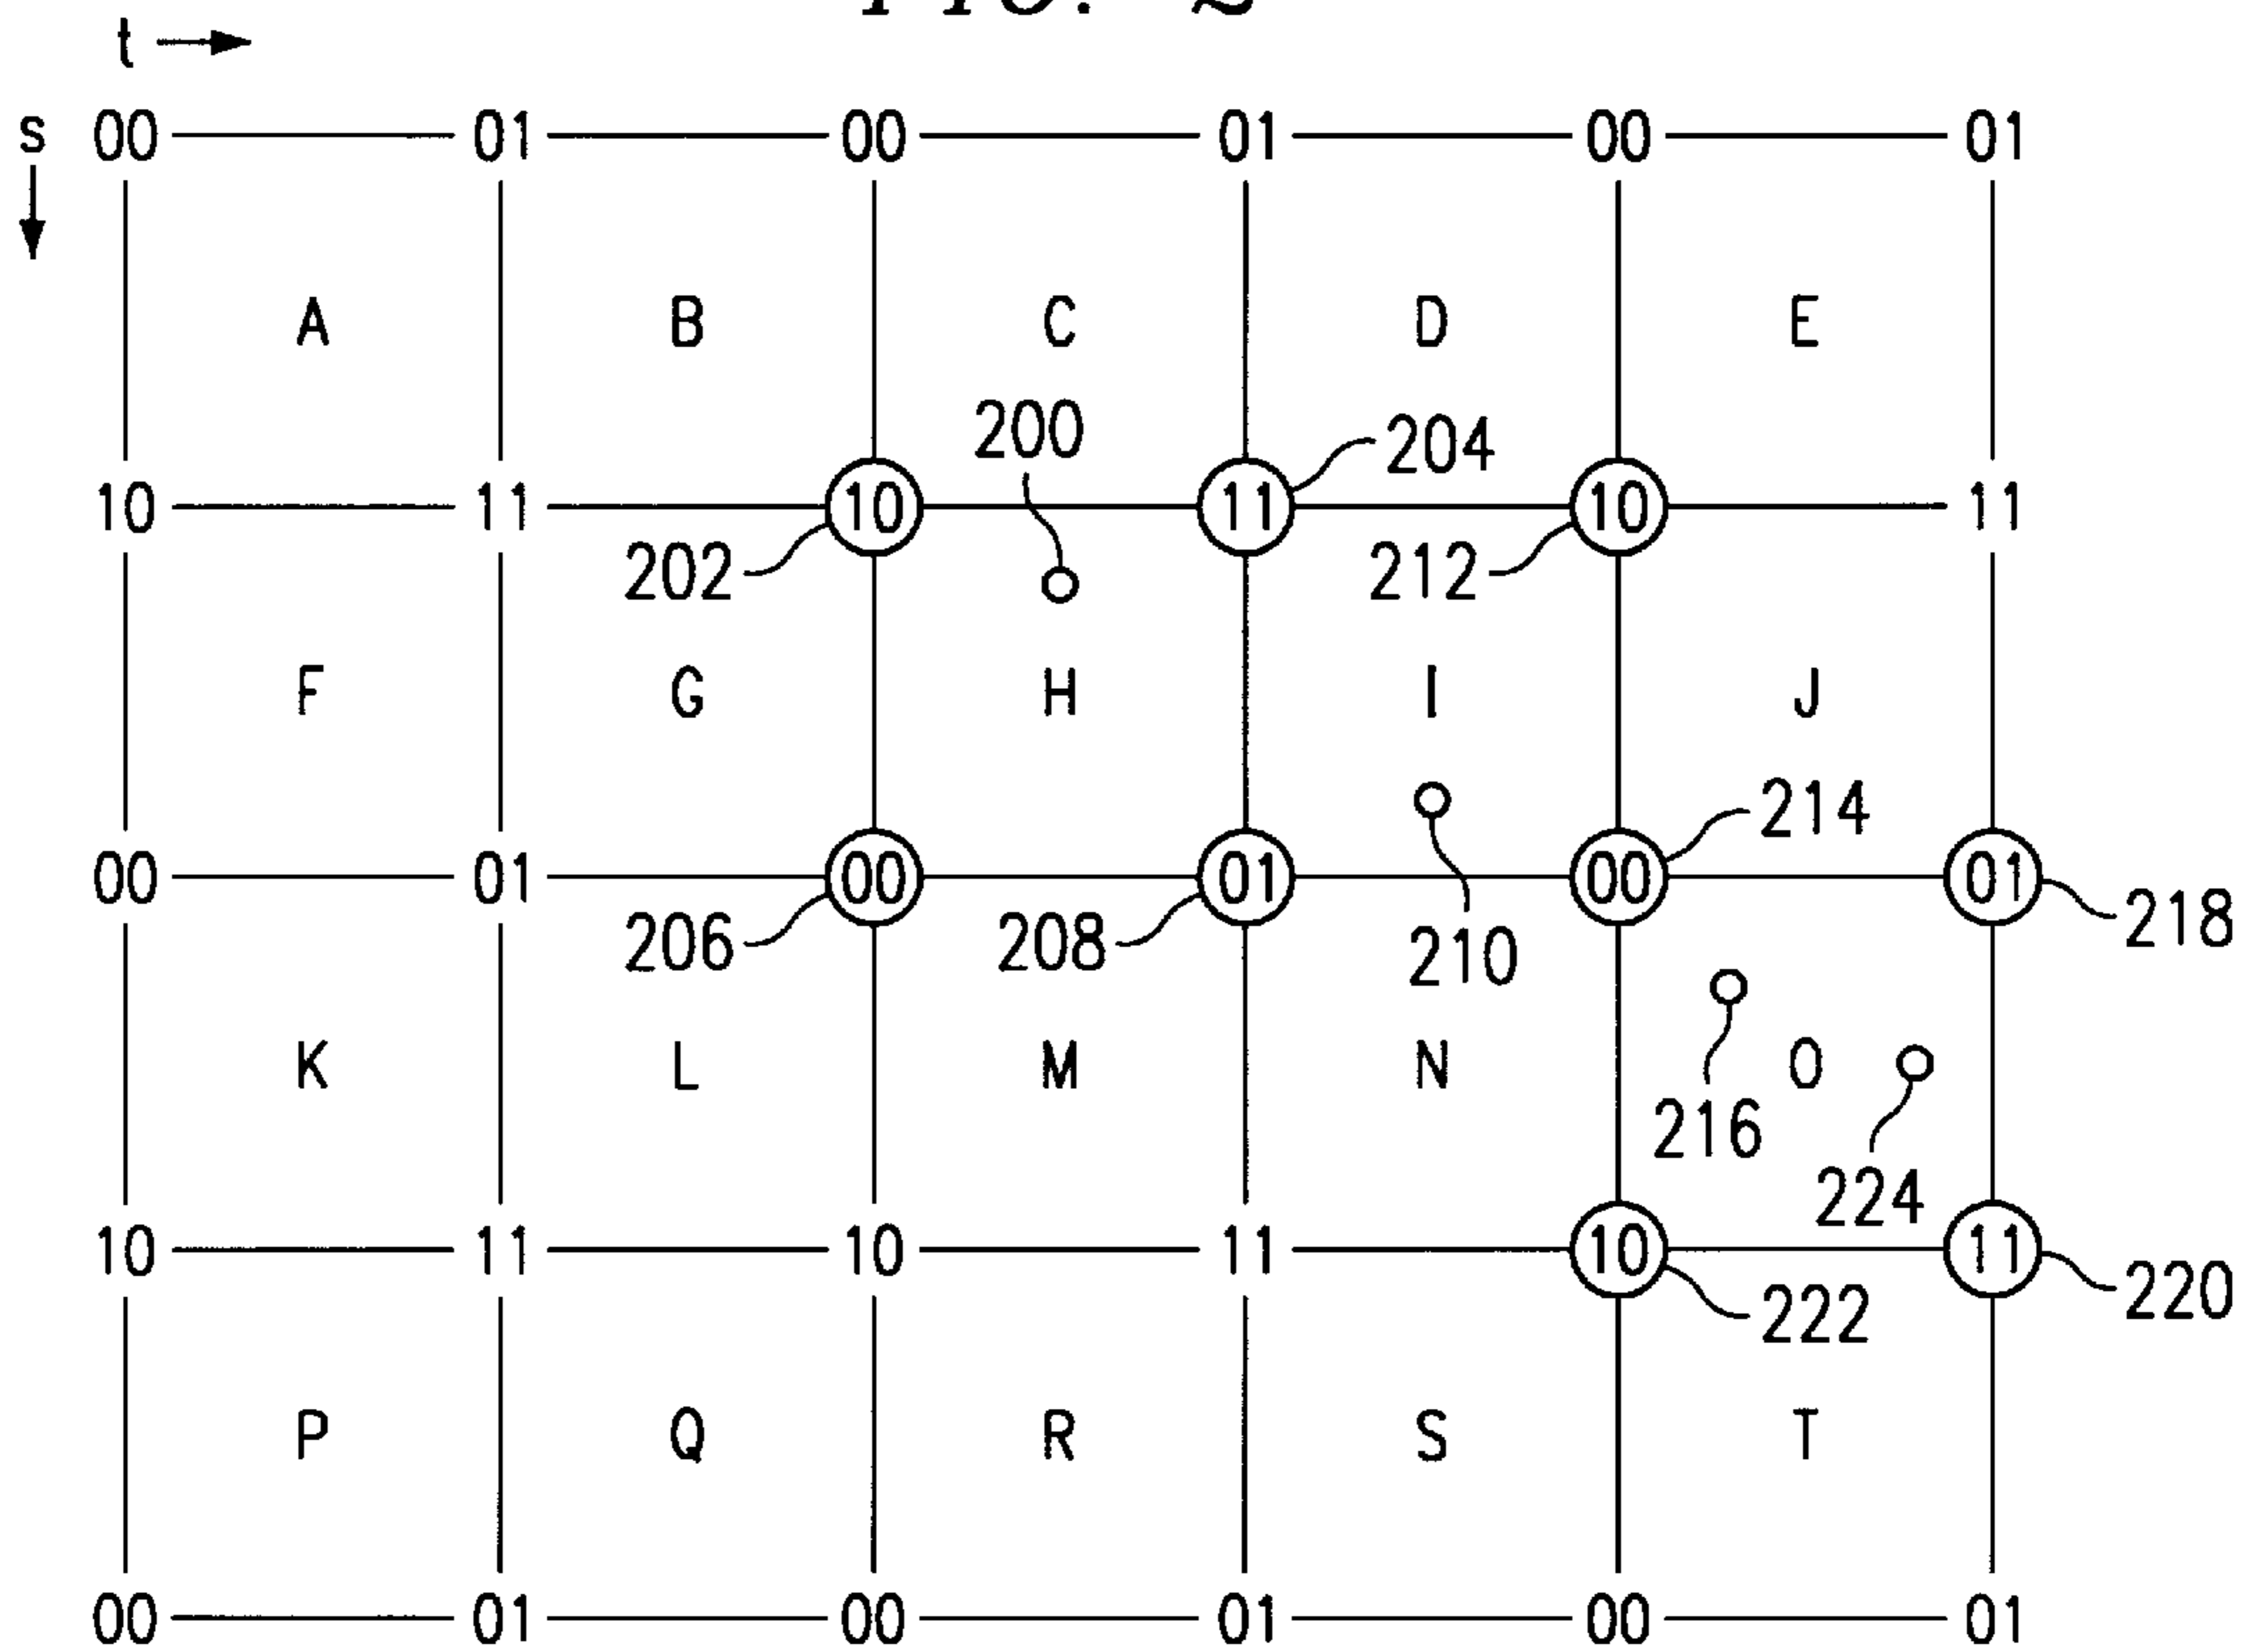 FIG. 2
t
s 00 01 00 01 00 01
A B C D E
200 204
10 11 10 11 10 11
202 212
F G H I J
214
00 01 00 01 00 01
206 208 210 218
K L M N O
216 224
10 11 10 11 10 11
222 220
P Q R S T
00 01 00 01 00 01